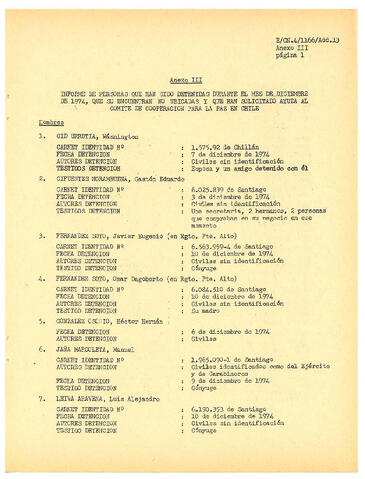 E/CN.4/1166/Add.13
Anexo III
página 1
Anexo III
INFORME DE PERSONAS QUE HAN SIDO DETENIDAS DURANTE EL MES DE DICIEMBRE
DE 1974, QUE SE ENCUENTRAN NO UBICADAS Y QUE HAN SOLICITADO AYUDA AL
COMITE DE COOPERACION PARA LA PAZ EN CHILE
Hombres
1. CID URRUTIA, Wáshington
CARNET IDENTIDAD Nº : 1.575.92 de Chillán
FECHA DETENCION : 7 de diciembre de 1974
AUTORES DETENCION : Civiles sin identificación
TESTIGOS DETENCION : Esposa y un amigo detenido con él
2. CIFUENTES NORAMBUENA, Gastón Eduardo
CARNET IDENTIDAD Nº : 6.025.839 de Santiago
FECHA DETENCION : 3 de diciembre de 1974
AUTORES DETENCION : Civiles sin identificación
TESTIGOS DETENCION : Una secretaria, 2 hermanos, 2 personas
que compraban en su negocio en ese
momento
3. FERNANDEZ SOTO, Javier Eugenio (en Rgto. Pte. Alto)
CARNET IDENTIDAD Nº : 6.563.959-4 de Santiago
FECHA DETENCION : 10 de diciembre de 1974
AUTORES DETENCION : Civiles sin identificación
TESTIGO DETENCION : Cónyuge
4. FERNANDEZ SOTO, Omar Dagoberto (en Rgto. Pte. Alto)
CARNET IDENTIDAD Nº : 6.084.510 de Santiago
FECHA DETENCION : 10 de diciembre de 1974
AUTORES DETENCION : Civiles sin identificación
TESTIGO DETENCION : Su madre
5. GONZALEZ OSORIO, Héctor Hernán
FECHA DETENCION : 6 de diciembre de 1974
AUTORES DETENCION : Civiles
6. JAÑA MARCULETA, Manuel
CARNET IDENTIDAD Nº : 1.965.090-1 de Santiago
AUTORES DETENCION : Civiles identificados como del Ejército
y de Carabineros
FECHA DETENCION : 9 de diciembre de 1974
TESTIGO DETENCION : Cónyuge
7. LEIVA ARAVENA, Luis Alejandro
CARNET IDENTIDAD Nº : 6.190.353 de Santiago
FECHA DETENCION : 10 de diciembre de 1974
AUTORES DETENCION : Civiles sin identificación
TESTIGO DETENCION : Cónyuge